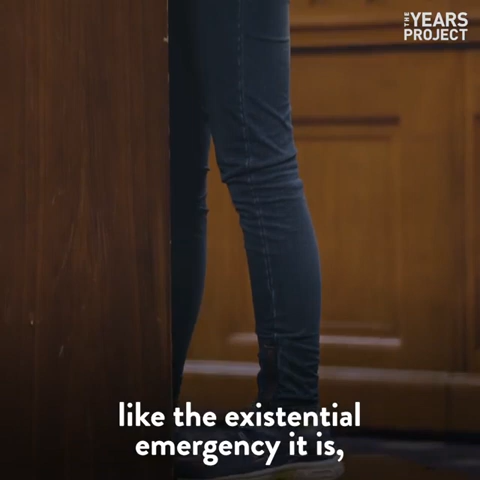 THE YEARS
PROJECT
like the existential
emergency it is,